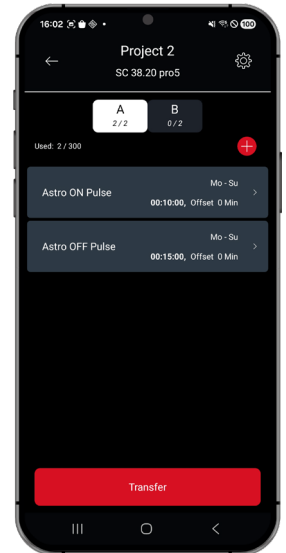 16:02
100
Project 2
SC 38.20 pro5
A
2 / 2
B
0 / 2
Used: 2 / 300
Mo - Su
Astro ON Pulse
00:10:00, Offset 0 Min
Mo - Su
Astro OFF Pulse
00:15:00, Offset 0 Min
Transfer